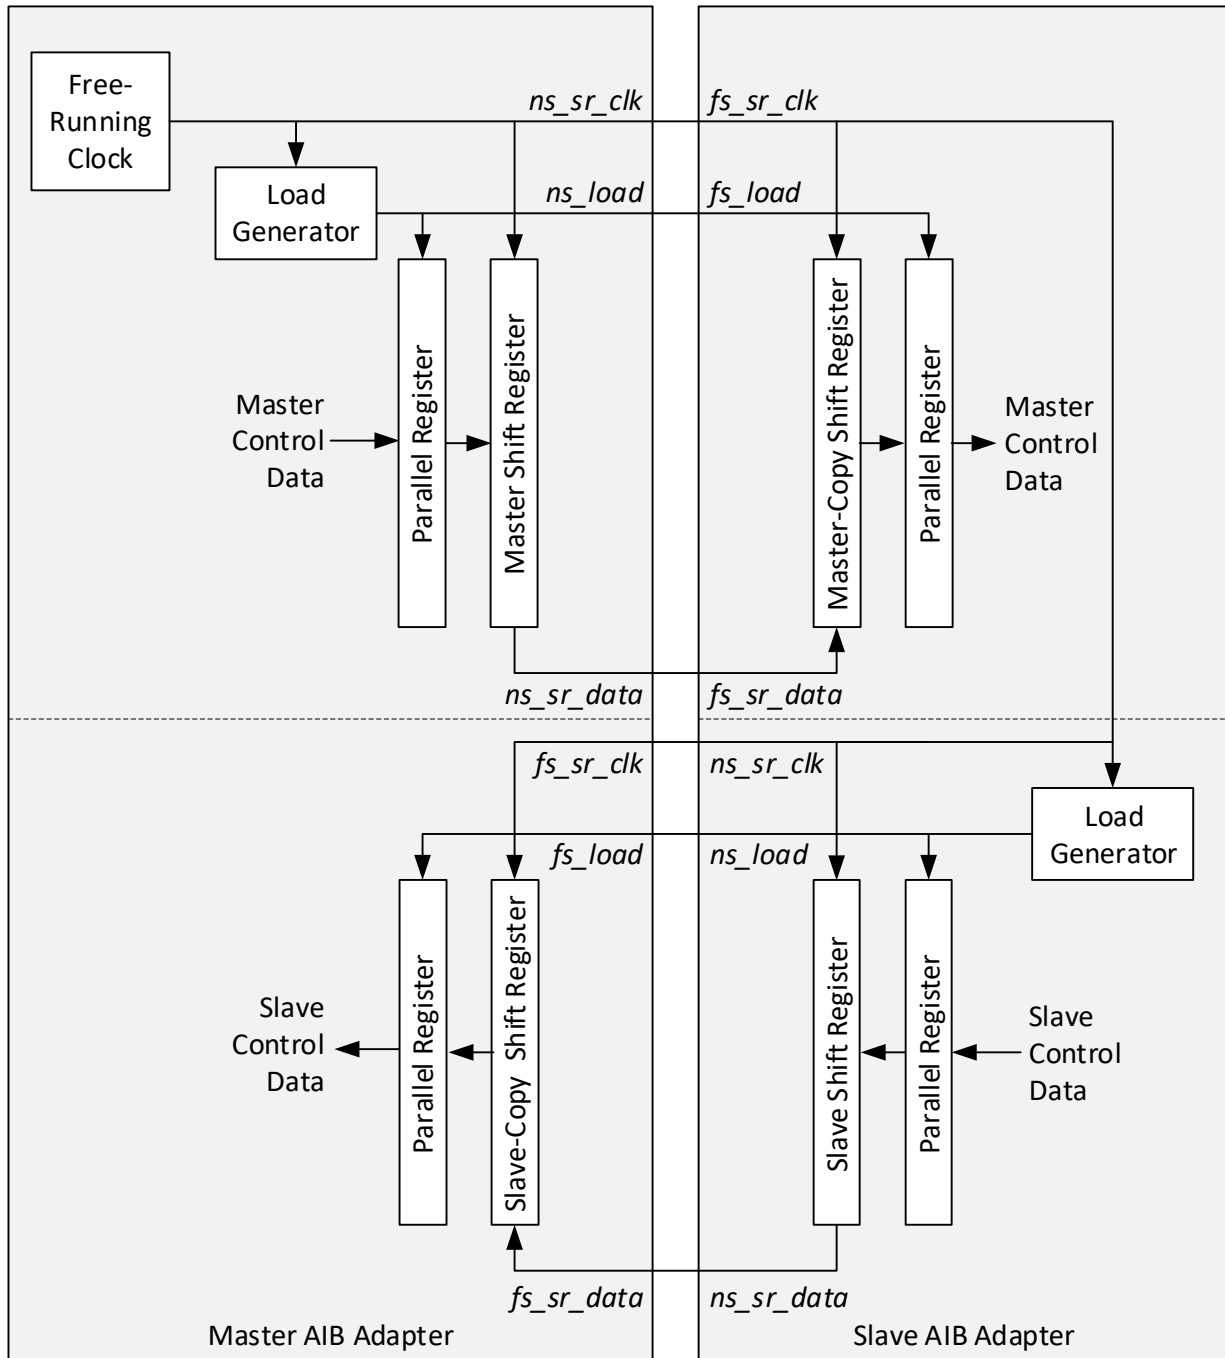 Free-
Running
Clock
ns_sr_clk
fs_sr_clk
Load
Generator
ns_load
fs_load
Master
Control
Data
Parallel Register
Master Shift Register
Master-Copy Shift Register
Parallel Register
Master
Control
Data
ns_sr_data
fs_sr_data
fs_sr_clk
ns_sr_clk
Load
Generator
fs_load
ns_load
Slave
Control
Data
Parallel Register
Slave-Copy Shift Register
Slave Shift Register
Parallel Register
Slave
Control
Data
fs_sr_data
ns_sr_data
Master AIB Adapter
Slave AIB Adapter